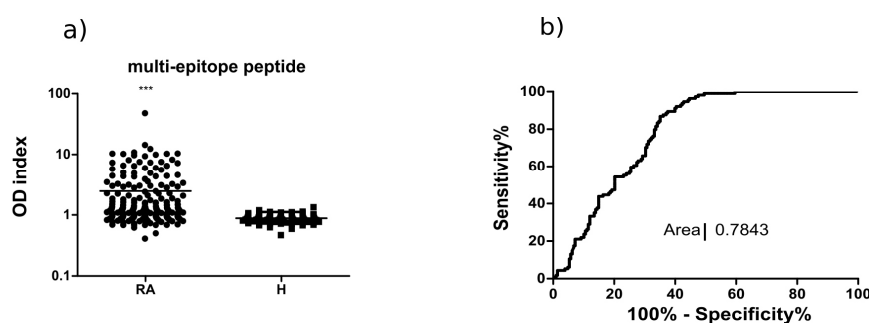 a)
multi-epitope peptide
***
100
10
1
0.1
OD index
RA
H
b)
100
80
60
40
20
0
Sensitivity%
Area| 0.7843
0
20
40
60
80
100
100% - Specificity%